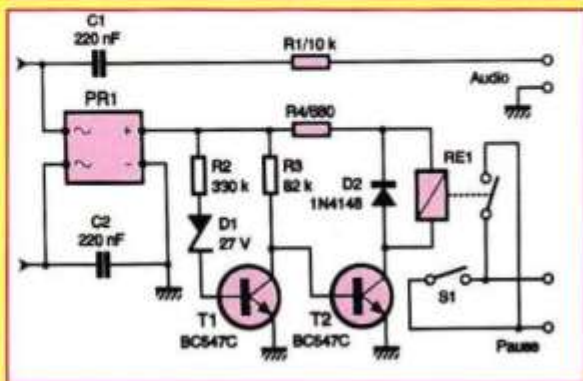 C1
220 nF
R1/10 k
Audio
PR1
R4/680
RE1
R2
330 k
R3
82 k
D2
1N4148
D1
27 V
C2
220 nF
S1
T1
BC547C
T2
BC547C
Pause